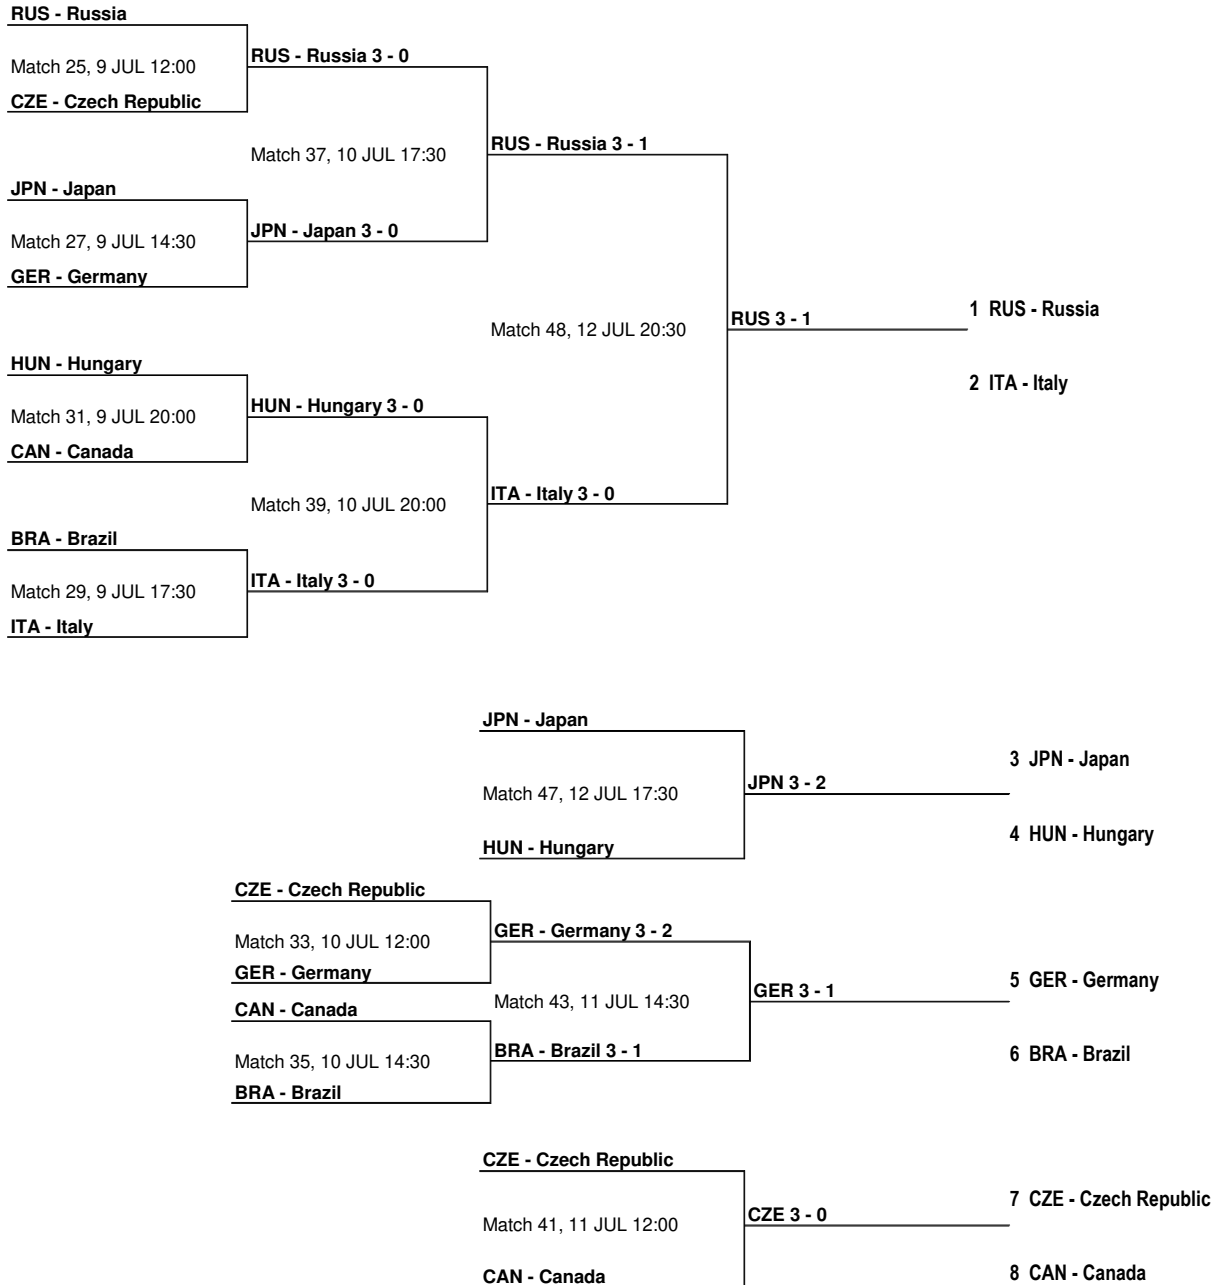 RUS - Russia
Match 25, 9 JUL 12:00
CZE - Czech Republic
RUS - Russia 3 - 0
Match 37, 10 JUL 17:30
JPN - Japan
Match 27, 9 JUL 14:30
GER - Germany
JPN - Japan 3 - 0
RUS - Russia 3 - 1
Match 48, 12 JUL 20:30
HUN - Hungary
Match 31, 9 JUL 20:00
CAN - Canada
HUN - Hungary 3 - 0
Match 39, 10 JUL 20:00
BRA - Brazil
Match 29, 9 JUL 17:30
ITA - Italy
ITA - Italy 3 - 0
ITA - Italy 3 - 0
RUS 3 - 1
1 RUS - Russia
2 ITA - Italy
JPN - Japan
Match 47, 12 JUL 17:30
HUN - Hungary
JPN 3 - 2
3 JPN - Japan
4 HUN - Hungary
CZE - Czech Republic
Match 33, 10 JUL 12:00
GER - Germany
GER - Germany 3 - 2
Match 43, 11 JUL 14:30
CAN - Canada
Match 35, 10 JUL 14:30
BRA - Brazil
BRA - Brazil 3 - 1
GER 3 - 1
5 GER - Germany
6 BRA - Brazil
CZE - Czech Republic
Match 41, 11 JUL 12:00
CAN - Canada
CZE 3 - 0
7 CZE - Czech Republic
8 CAN - Canada